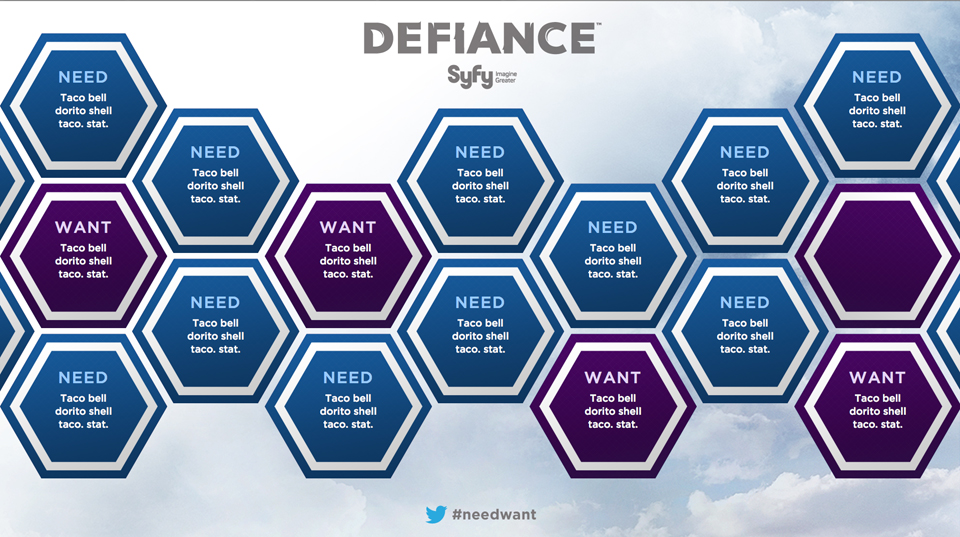 DEFIANCE™
Syfy Imagine
Greater
NEED
Taco bell
dorito shell
taco. stat.
NEED
Taco bell
dorito shell
taco. stat.
NEED
Taco bell
dorito shell
taco. stat.
NEED
Taco bell
dorito shell
taco. stat.
NEED
Taco bell
dorito shell
taco. stat.
WANT
Taco bell
dorito shell
taco. stat.
WANT
Taco bell
dorito shell
taco. stat.
NEED
Taco bell
dorito shell
taco. stat.
NEED
Taco bell
dorito shell
taco. stat.
NEED
Taco bell
dorito shell
taco. stat.
NEED
Taco bell
dorito shell
taco. stat.
NEED
Taco bell
dorito shell
taco. stat.
NEED
Taco bell
dorito shell
taco. stat.
WANT
Taco bell
dorito shell
taco. stat.
WANT
Taco bell
dorito shell
taco. stat.
#needwant